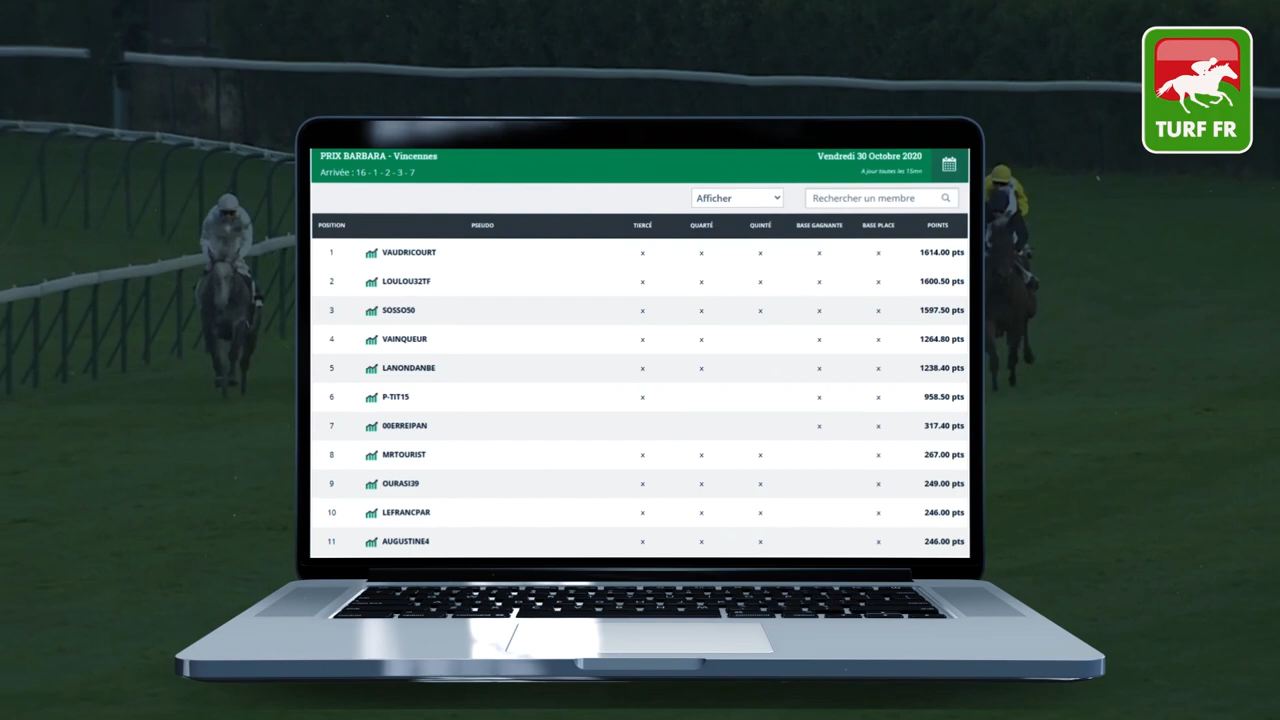 TURF FR
PRIX BARBARA - Vincennes
Vendredi 30 Octobre 2020
Arrivée : 16 - 1 - 2 - 3 - 7
A jour toutes les 15mn
Afficher
Rechercher un membre
POSITION PSEUDO TIERCÉ QUARTÉ QUINTÉ BASE GAGNANTE BASE PLACE POINTS
1 VAUDRICOURT x x x x x 1614.00 pts
2 LOULOU32TF x x x x x 1600.50 pts
3 SOSSO50 x x x x x 1597.50 pts
4 VAINQUEUR x x x x 1264.80 pts
5 LANONDANBE x x x x 1238.40 pts
6 P-TIT15 x x x 958.50 pts
7 00ERREIPAN x x 317.40 pts
8 MRTOURIST x x x x 267.00 pts
9 OURASI39 x x x x 249.00 pts
10 LEFRANCPAR x x x x 246.00 pts
11 AUGUSTINE4 x x x x 246.00 pts